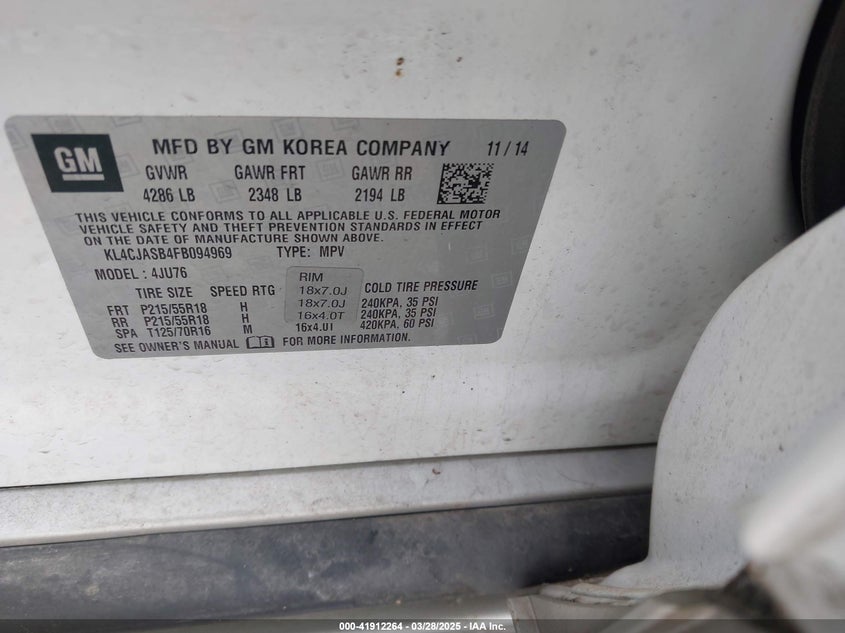 GM
MFD BY GM KOREA COMPANY 11/14
GVWR GAWR FRT GAWR RR
4286 LB 2348 LB 2194 LB
THIS VEHICLE CONFORMS TO ALL APPLICABLE U.S. FEDERAL MOTOR
VEHICLE SAFETY AND THEFT PREVENTION STANDARDS IN EFFECT
ON THE DATE OF MANUFACTURE SHOWN ABOVE.
KL4CJASB4FB094969 TYPE: MPV
MODEL: 4JU76
TIRE SIZE SPEED RTG RIM COLD TIRE PRESSURE
FRT P215/55R18 H 18x7.0J 240KPA, 35 PSI
RR P215/55R18 H 18x7.0J 240KPA, 35 PSI
SPA T125/70R16 M 16x4.0T 420KPA, 60 PSI
16x4.0T
SEE OWNER'S MANUAL FOR MORE INFORMATION.
000-41912264 - 03/28/2025 - © IAA, Inc.